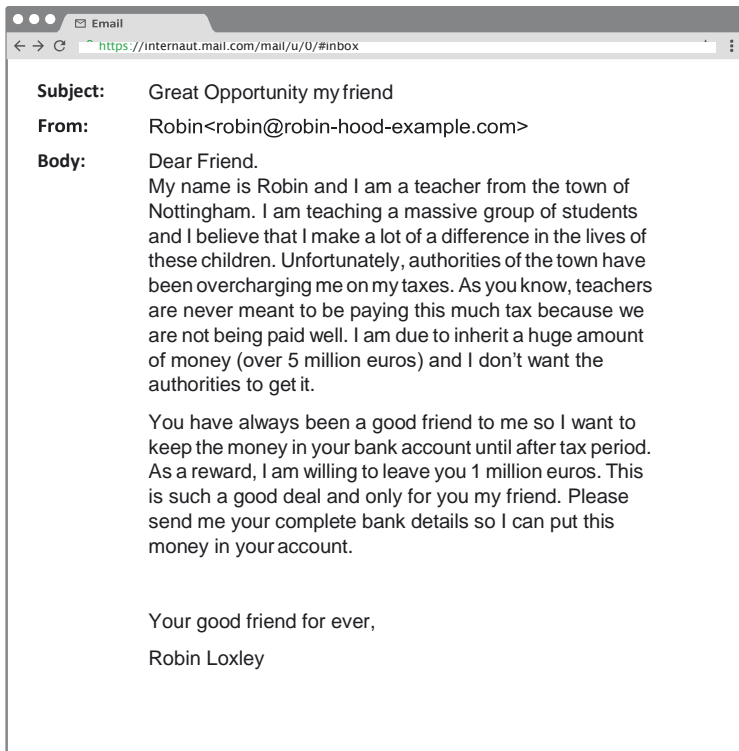 Email
https://internaut.mail.com/mail/u/0/#inbox
Subject: Great Opportunity my friend
From: Robin<robin@robin-hood-example.com>
Body: Dear Friend.
My name is Robin and I am a teacher from the town of
Nottingham. I am teaching a massive group of students
and I believe that I make a lot of a difference in the lives of
these children. Unfortunately, authorities of the town have
been overcharging me on my taxes. As you know, teachers
are never meant to be paying this much tax because we
are not being paid well. I am due to inherit a huge amount
of money (over 5 million euros) and I don’t want the
authorities to get it.
You have always been a good friend to me so I want to
keep the money in your bank account until after tax period.
As a reward, I am willing to leave you 1 million euros. This
is such a good deal and only for you my friend. Please
send me your complete bank details so I can put this
money in your account.
Your good friend for ever,
Robin Loxley